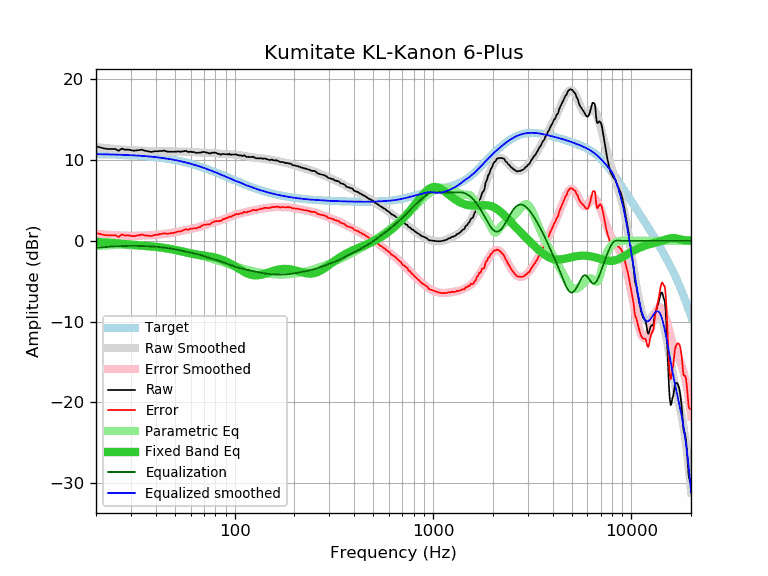 Kumitate KL-Kanon 6-Plus
20
10
0
−10
−20
−30
Amplitude (dBr)
Target
Raw Smoothed
Error Smoothed
Raw
Error
Parametric Eq
Fixed Band Eq
Equalization
Equalized smoothed
100
1000
10000
Frequency (Hz)